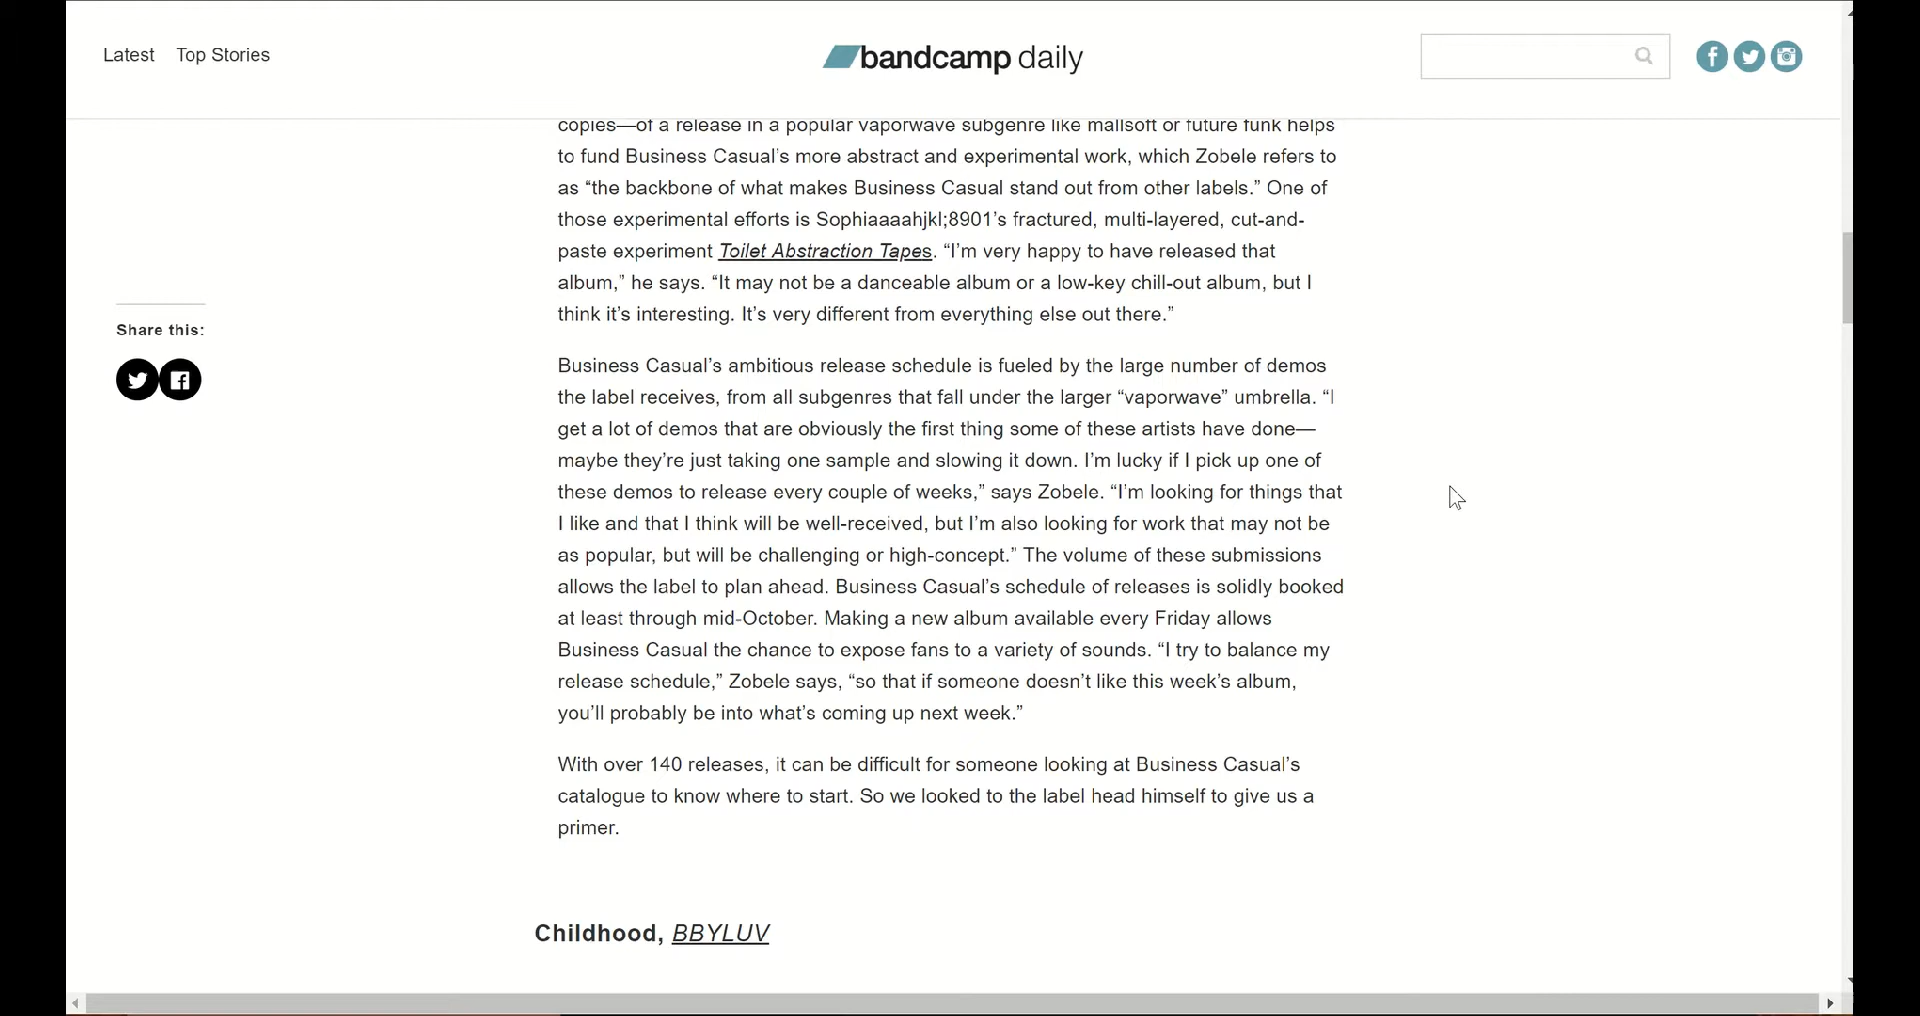 Latest Top Stories
bandcamp daily
copies—of a release in a popular vaporwave subgenre like mallsoft or future funk helps
to fund Business Casual’s more abstract and experimental work, which Zobele refers to
as “the backbone of what makes Business Casual stand out from other labels.” One of
those experimental efforts is Sophiaaaahjkl;8901’s fractured, multi-layered, cut-and-
paste experiment Toilet Abstraction Tapes. “I’m very happy to have released that
album,” he says. “It may not be a danceable album or a low-key chill-out album, but I
think it’s interesting. It’s very different from everything else out there.”
Share this:
Business Casual’s ambitious release schedule is fueled by the large number of demos
the label receives, from all subgenres that fall under the larger “vaporwave” umbrella. “I
get a lot of demos that are obviously the first thing some of these artists have done—
maybe they’re just taking one sample and slowing it down. I’m lucky if I pick up one of
these demos to release every couple of weeks,” says Zobele. “I’m looking for things that
I like and that I think will be well-received, but I’m also looking for work that may not be
as popular, but will be challenging or high-concept.” The volume of these submissions
allows the label to plan ahead. Business Casual’s schedule of releases is solidly booked
at least through mid-October. Making a new album available every Friday allows
Business Casual the chance to expose fans to a variety of sounds. “I try to balance my
release schedule,” Zobele says, “so that if someone doesn’t like this week’s album,
you’ll probably be into what’s coming up next week.”
With over 140 releases, it can be difficult for someone looking at Business Casual’s
catalogue to know where to start. So we looked to the label head himself to give us a
primer.
Childhood, BBYLUV